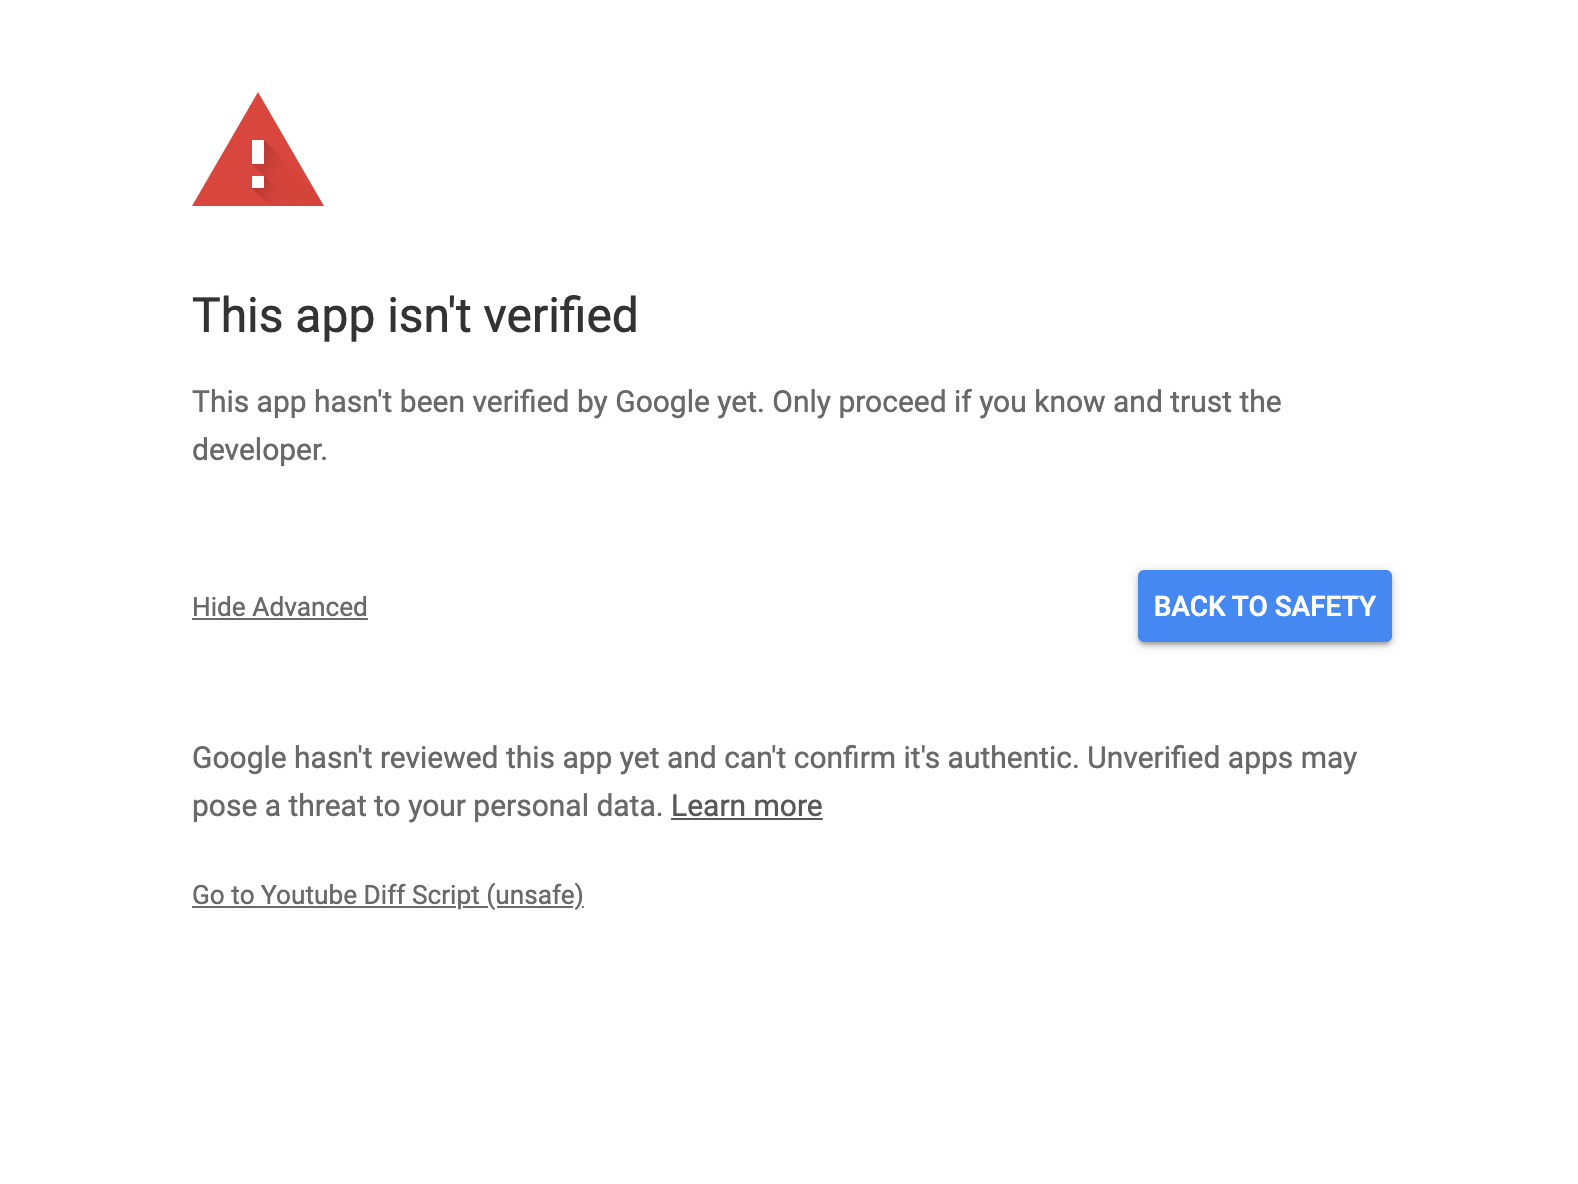 This app isn't verified
This app hasn't been verified by Google yet. Only proceed if you know and trust the
developer.
Hide Advanced
BACK TO SAFETY
Google hasn't reviewed this app yet and can't confirm it's authentic. Unverified apps may
pose a threat to your personal data. Learn more
Go to Youtube Diff Script (unsafe)